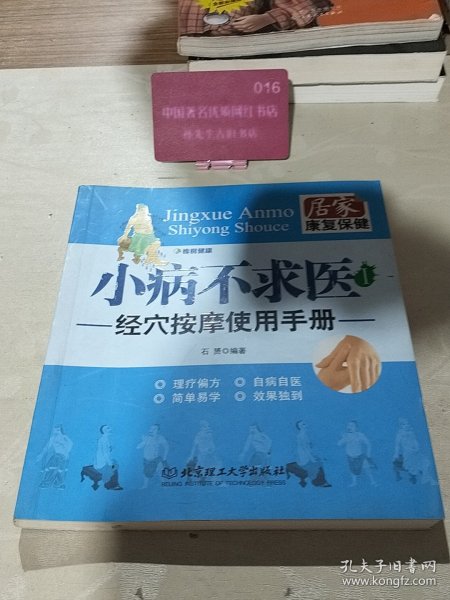 016
中国著名优质网红书店
孙先生古旧书店
Jingxue Anmo
Shiyong Shouce
居家
康复保健
小病不求医1
经穴按摩使用手册
石赟◎编著
◎ 理疗偏方 ◎ 自病自医
◎ 简单易学 ◎ 效果独到
北京理工大学出版社
BEIJING INSTITUTE OF TECHNOLOGY PRESS
孔夫子旧书网
www.kongfz.com